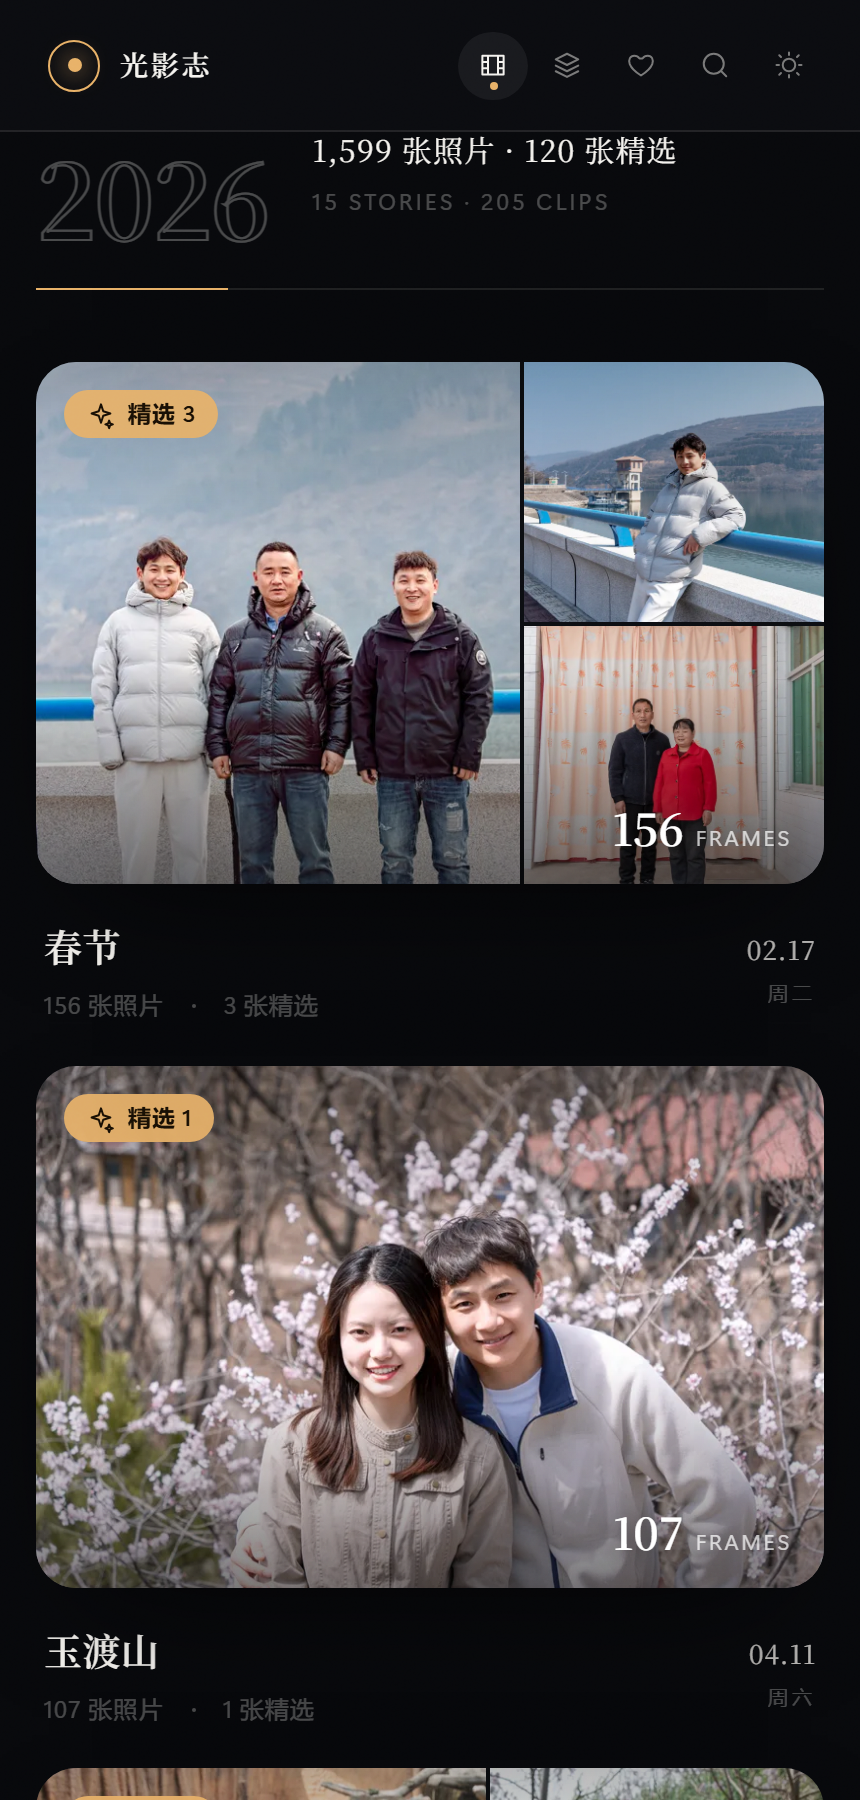 光影志
2026
1,599 张照片 · 120 张精选
15 STORIES · 205 CLIPS
精选 3
156 FRAMES
春节
02.17
156 张照片 · 3 张精选
周二
精选 1
107 FRAMES
玉渡山
04.11
107 张照片 · 1 张精选
周六